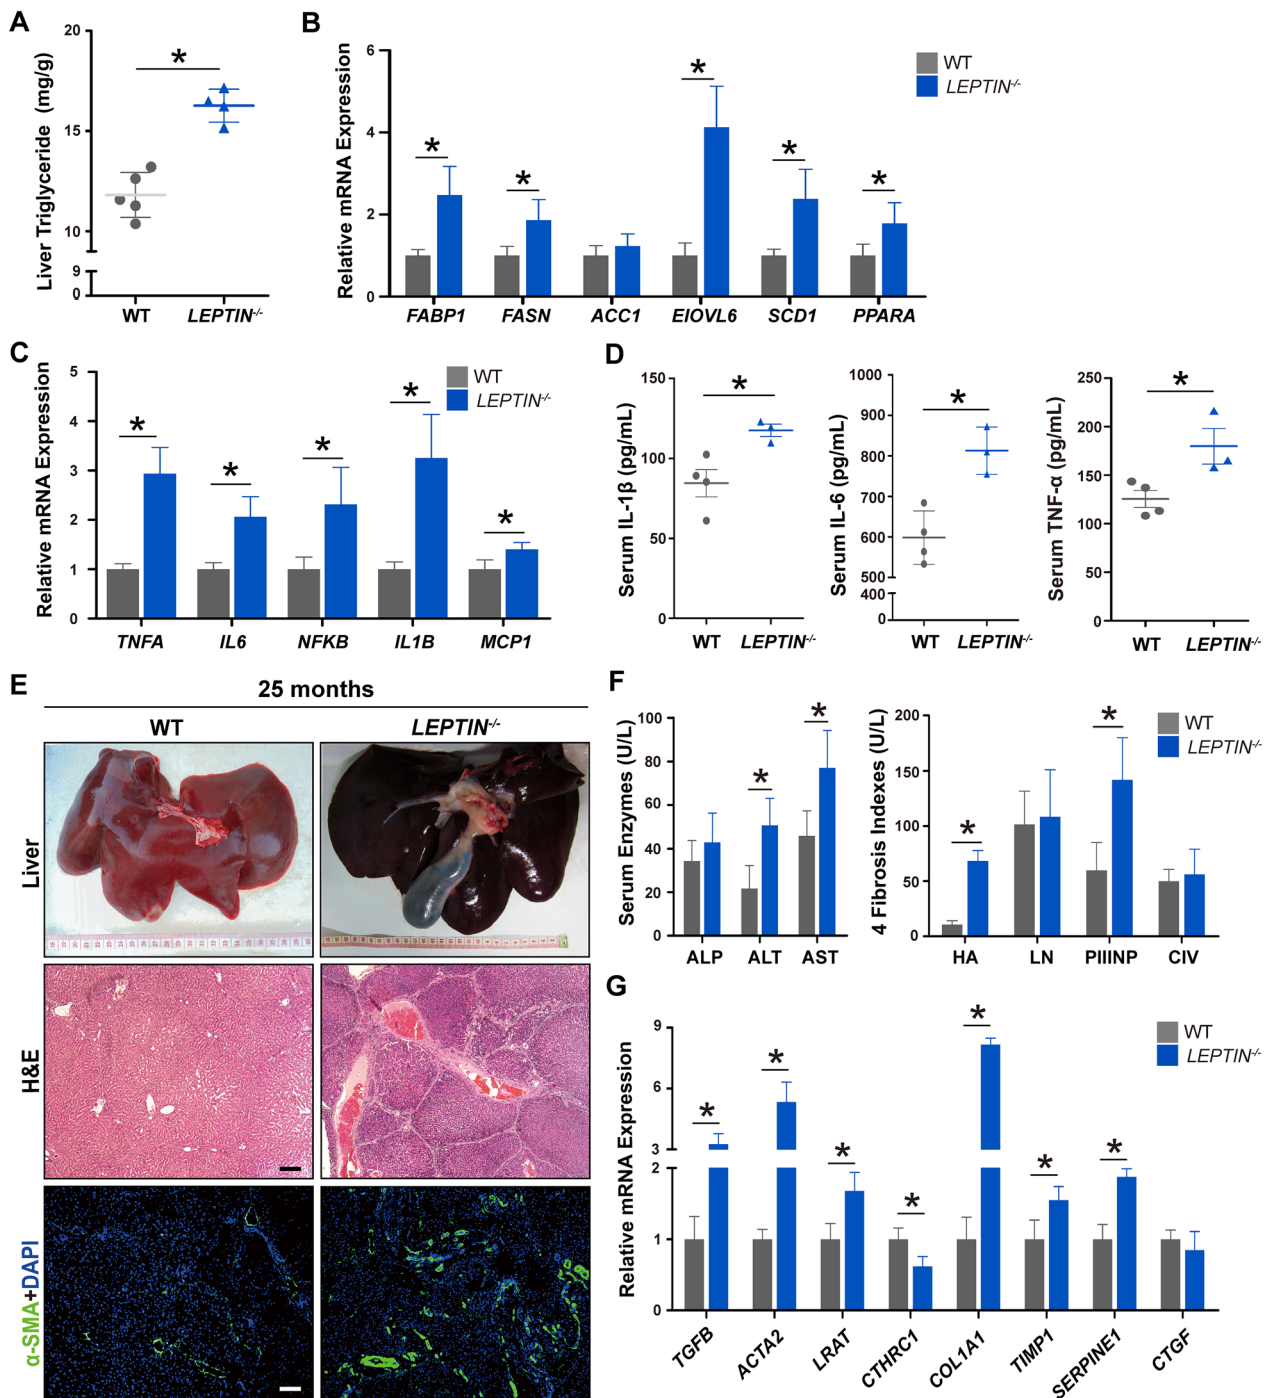 A
Liver Triglyceride (mg/g)
20
15
10
9
0
*
WT
LEPTIN-/-
B
Relative mRNA Expression
6
4
2
0
*
*
*
*
*
FABP1
FASN
ACC1
EIOVL6
SCD1
PPARA
WT
LEPTIN-/-
C
Relative mRNA Expression
5
4
3
2
1
0
*
*
*
*
*
TNFA
IL6
NFKB
IL1B
MCP1
WT
LEPTIN-/-
D
Serum IL-1β (pg/mL)
150
100
50
0
*
WT
LEPTIN-/-
Serum IL-6 (pg/mL)
1000
900
800
700
600
500
400
0
*
WT
LEPTIN-/-
Serum TNF-α (pg/mL)
250
200
150
100
50
0
*
WT
LEPTIN-/-
E
25 months
WT
LEPTIN-/-
Liver
H&E
α-SMA+DAPI
F
Serum Enzymes (U/L)
100
80
60
40
20
0
*
*
ALP
ALT
AST
4 Fibrosis Indexes (U/L)
200
150
100
50
0
*
*
HA
LN
PIIINP
CIV
WT
LEPTIN-/-
G
Relative mRNA Expression
9
6
3
2
1
0
*
*
*
*
*
*
*
TGFB
ACTA2
LRAT
CTHRC1
COL1A1
TIMP1
SERPINE1
CTGF
WT
LEPTIN-/-